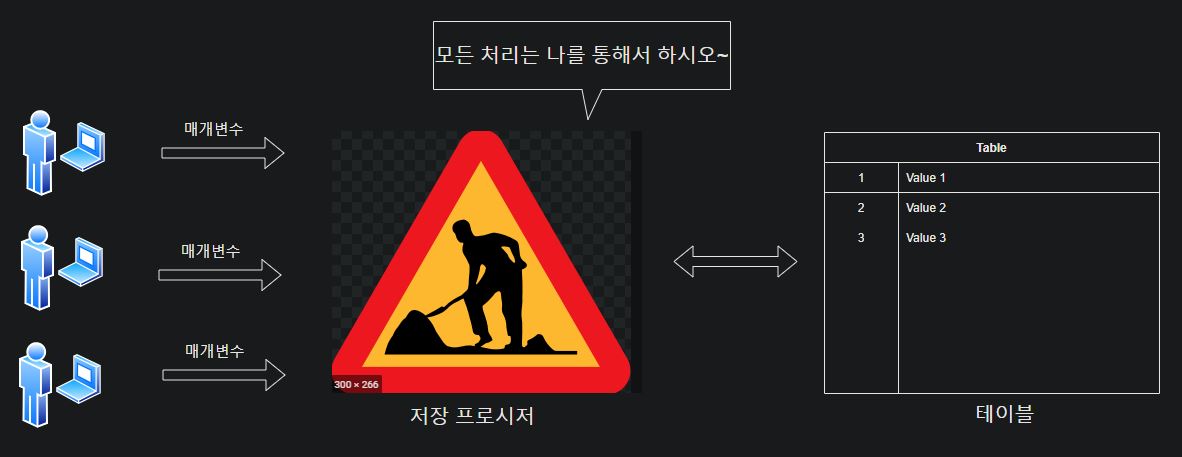 모든 처리는 나를 통해서 하시오~
매개변수
매개변수
매개변수
300 × 266
저장 프로시저
Table
1 Value 1
2 Value 2
3 Value 3
테이블